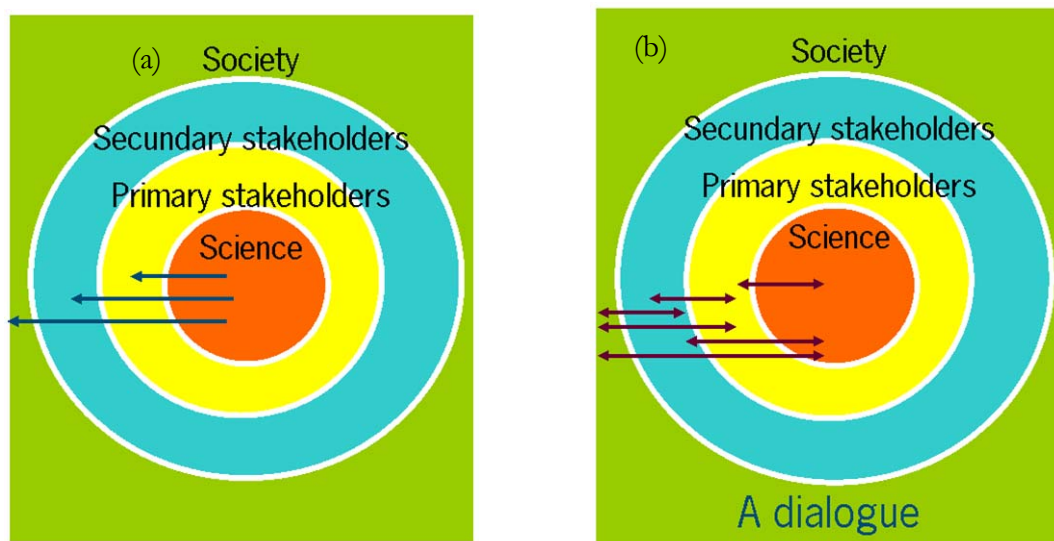 (a)
Society
Secundary stakeholders
Primary stakeholders
Science
(b)
Society
Secundary stakeholders
Primary stakeholders
Science
A dialogue